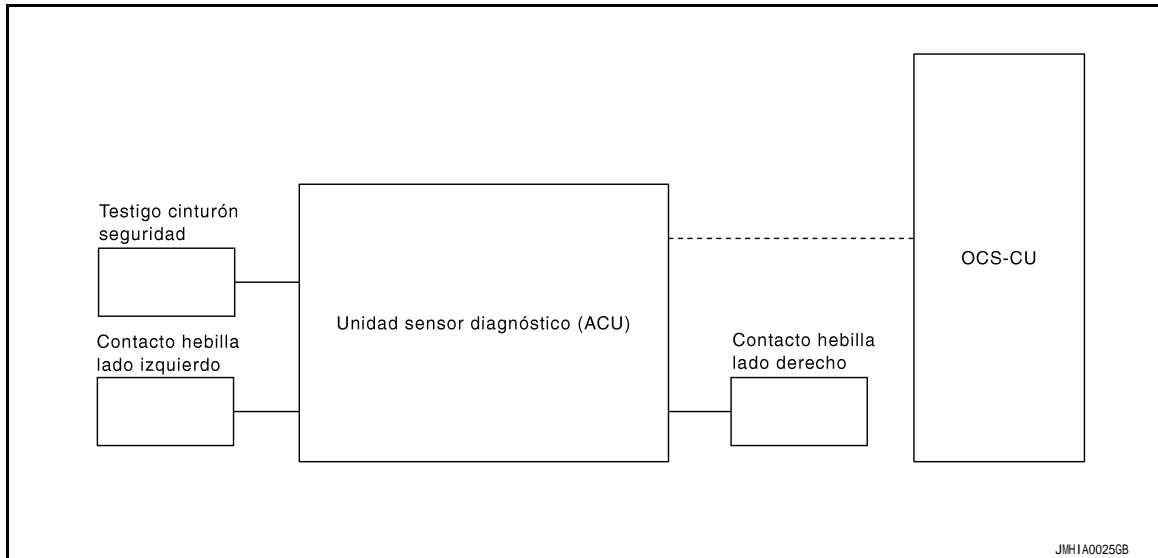 Testigo cinturón
seguridad
Contacto hebilla
lado izquierdo
Unidad sensor diagnóstico (ACU)
Contacto hebilla
lado derecho
OCS-CU
JMHIA0025GB